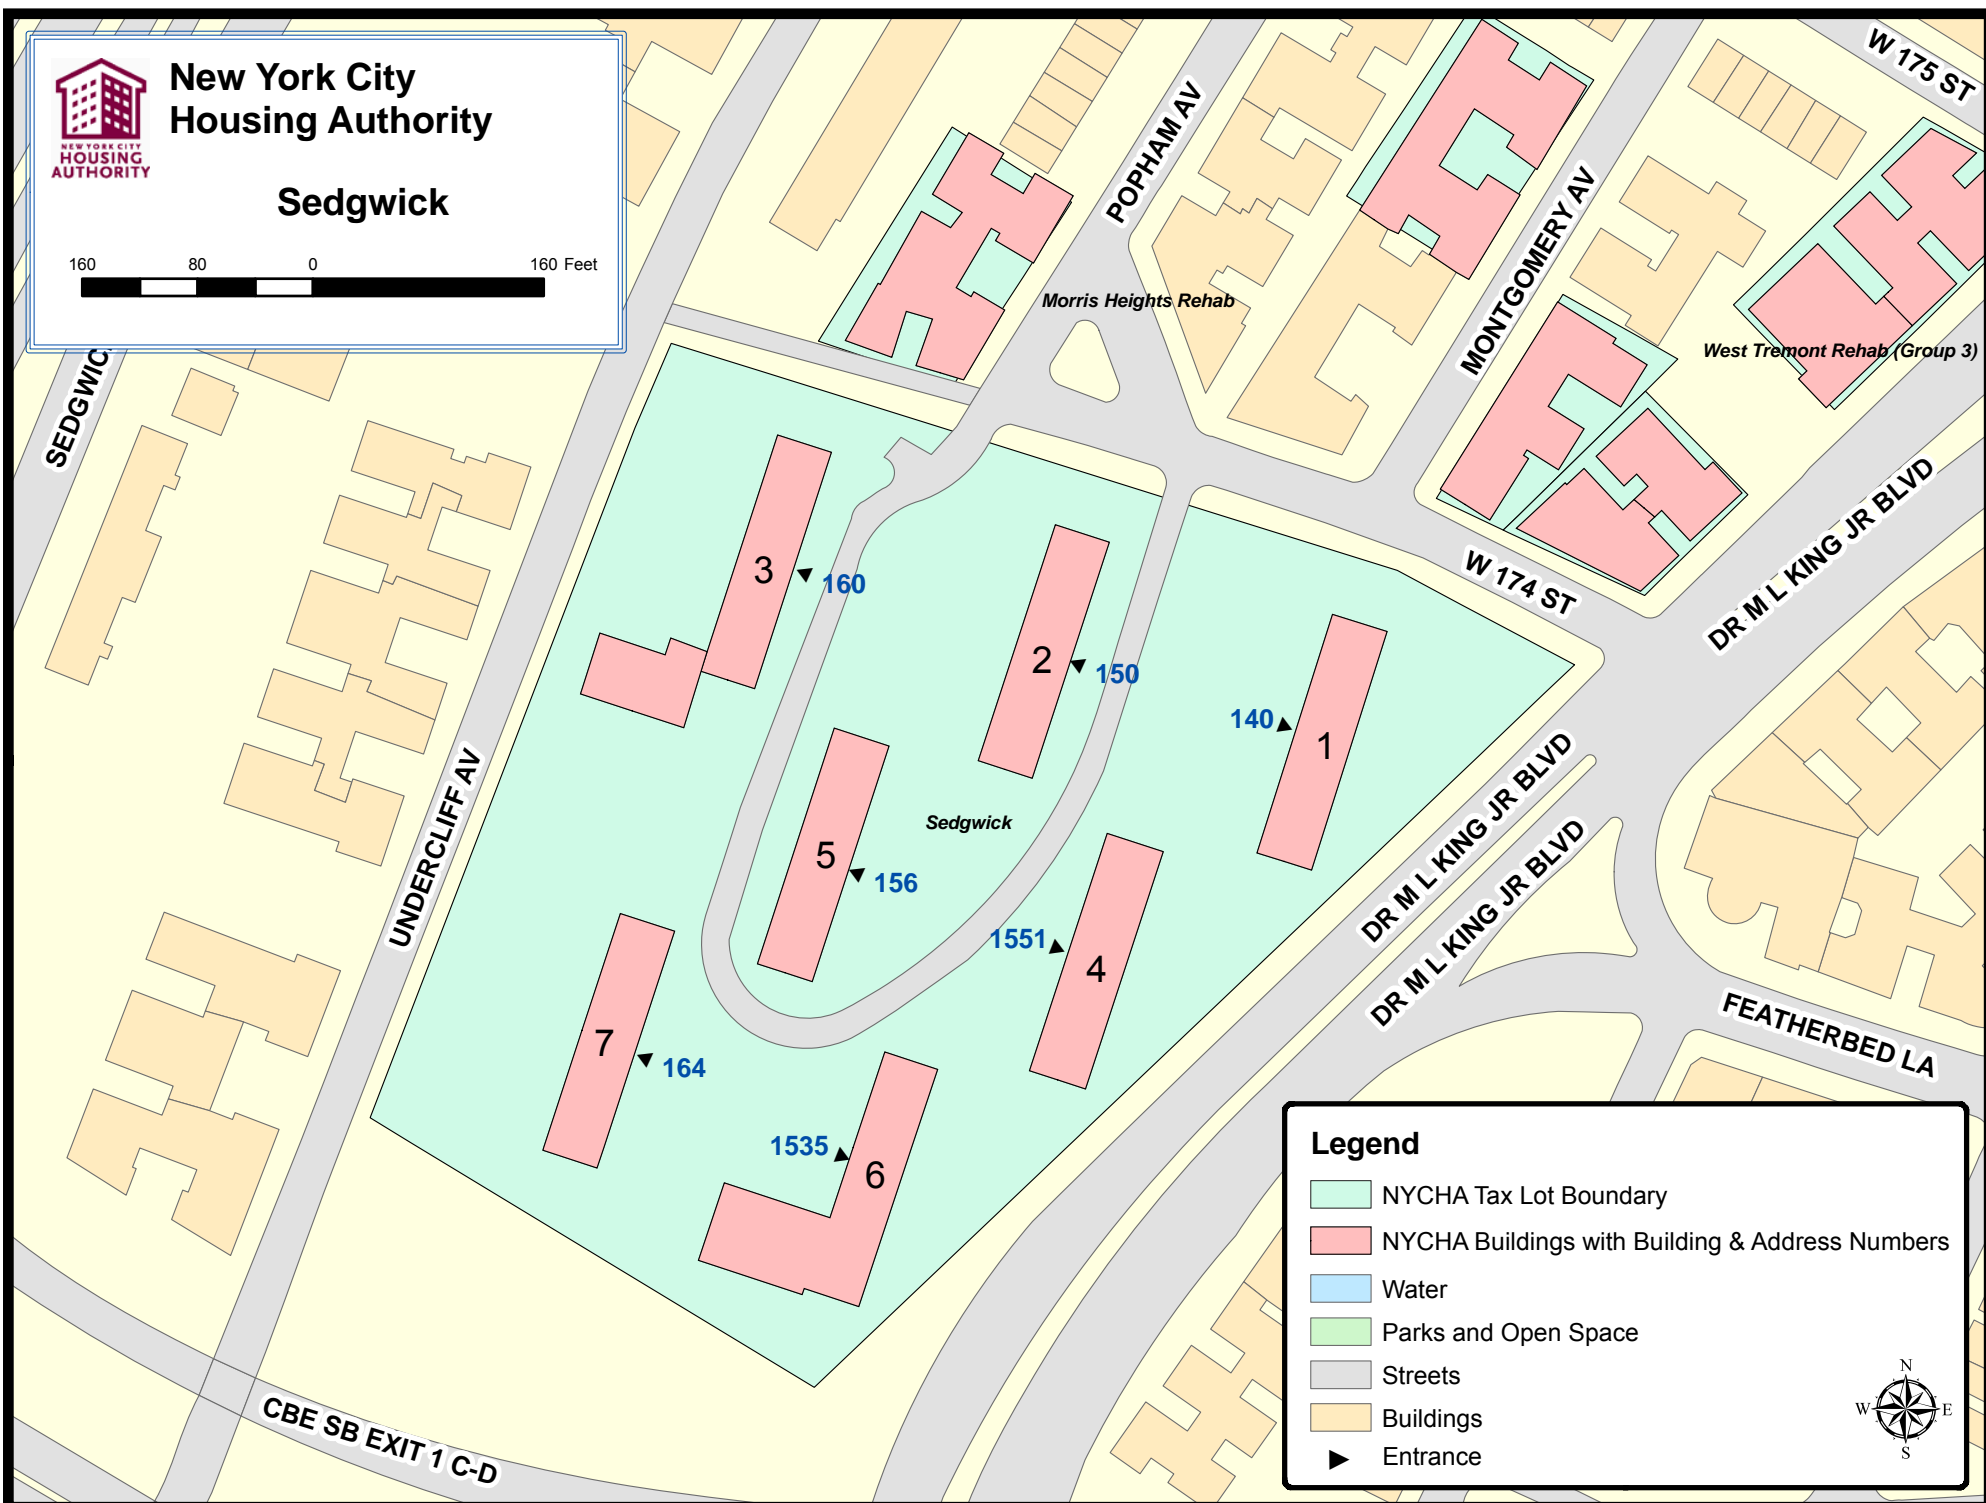 New York City
Housing Authority
NEW YORK CITY
HOUSING
AUTHORITY
Sedgwick
160 80 0 160 Feet
W 175 ST
POPHAM AV
MONTGOMERY AV
Morris Heights Rehab
West Tremont Rehab (Group 3)
SEDGWIC
DR M L KING JR BLVD
W 174 ST
3
160
2
150
140
1
UNDERCLIFF AV
Sedgwick
5
156
DR M L KING JR BLVD
DR M L KING JR BLVD
1551
4
7
164
FEATHERBED LA
1535
6
CBE SB EXIT 1 C-D
Legend
NYCHA Tax Lot Boundary
NYCHA Buildings with Building & Address Numbers
Water
Parks and Open Space
Streets
Buildings
Entrance
N
W E
S